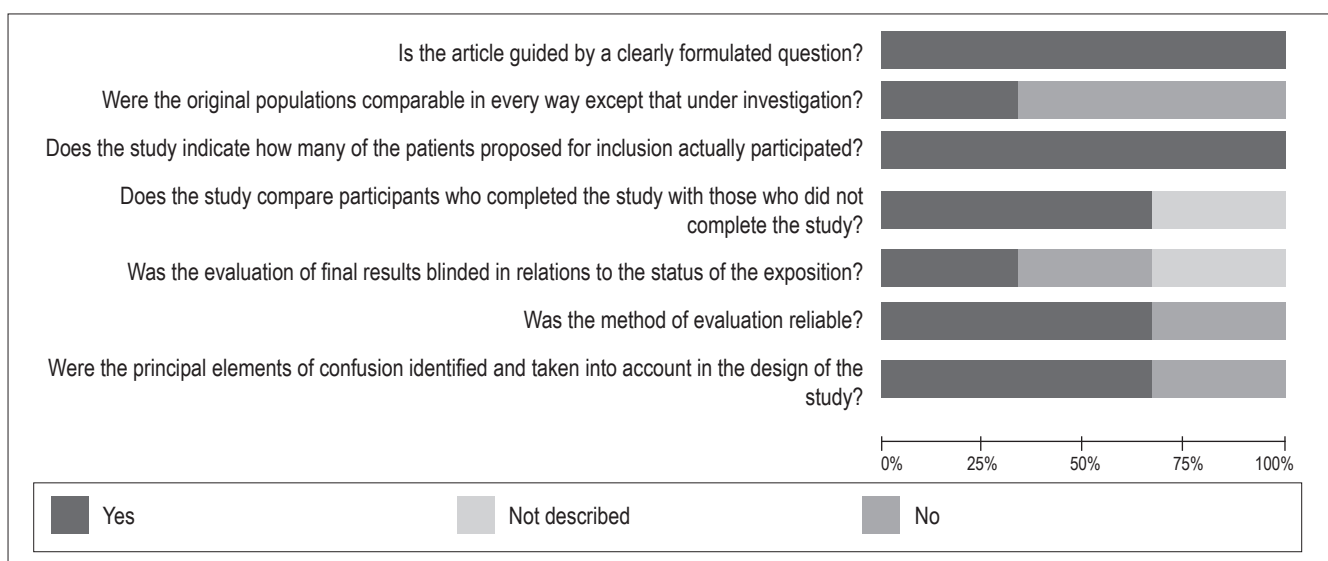 Is the article guided by a clearly formulated question?
Were the original populations comparable in every way except that under investigation?
Does the study indicate how many of the patients proposed for inclusion actually participated?
Does the study compare participants who completed the study with those who did not
complete the study?
Was the evaluation of final results blinded in relations to the status of the exposition?
Was the method of evaluation reliable?
Were the principal elements of confusion identified and taken into account in the design of the
study?
0% 25% 50% 75% 100%
Yes Not described No